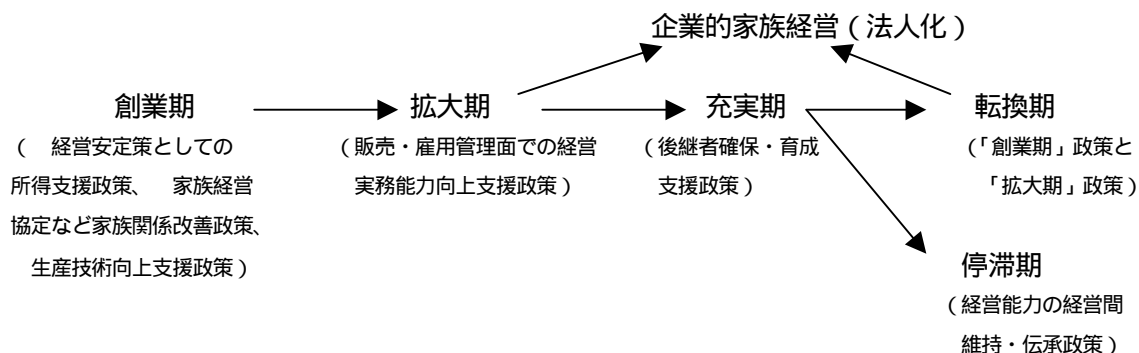 企業的家族経営（法人化）
創業期
（　経営安定策としての
所得支援政策、　家族経営
協定など家族関係改善政策、
生産技術向上支援政策）
拡大期
（販売・雇用管理面での経営
実務能力向上支援政策）
充実期
（後継者確保・育成
支援政策）
転換期
（「創業期」政策と
「拡大期」政策）
停滞期
（経営能力の経営間
維持・伝承政策）